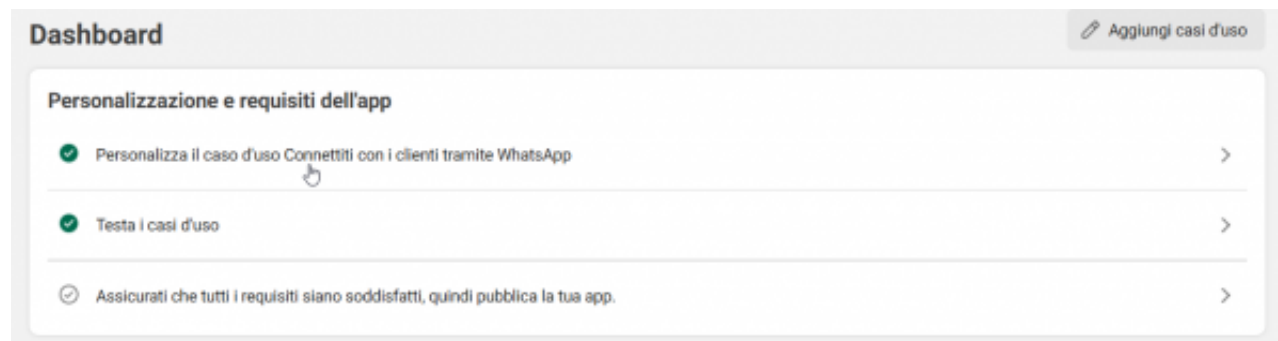 Dashboard
Aggiungi casi d'uso
Personalizzazione e requisiti dell'app
Personalizza il caso d'uso Connettiti con i clienti tramite WhatsApp
Testa i casi d'uso
Assicurati che tutti i requisiti siano soddisfatti, quindi pubblica la tua app.